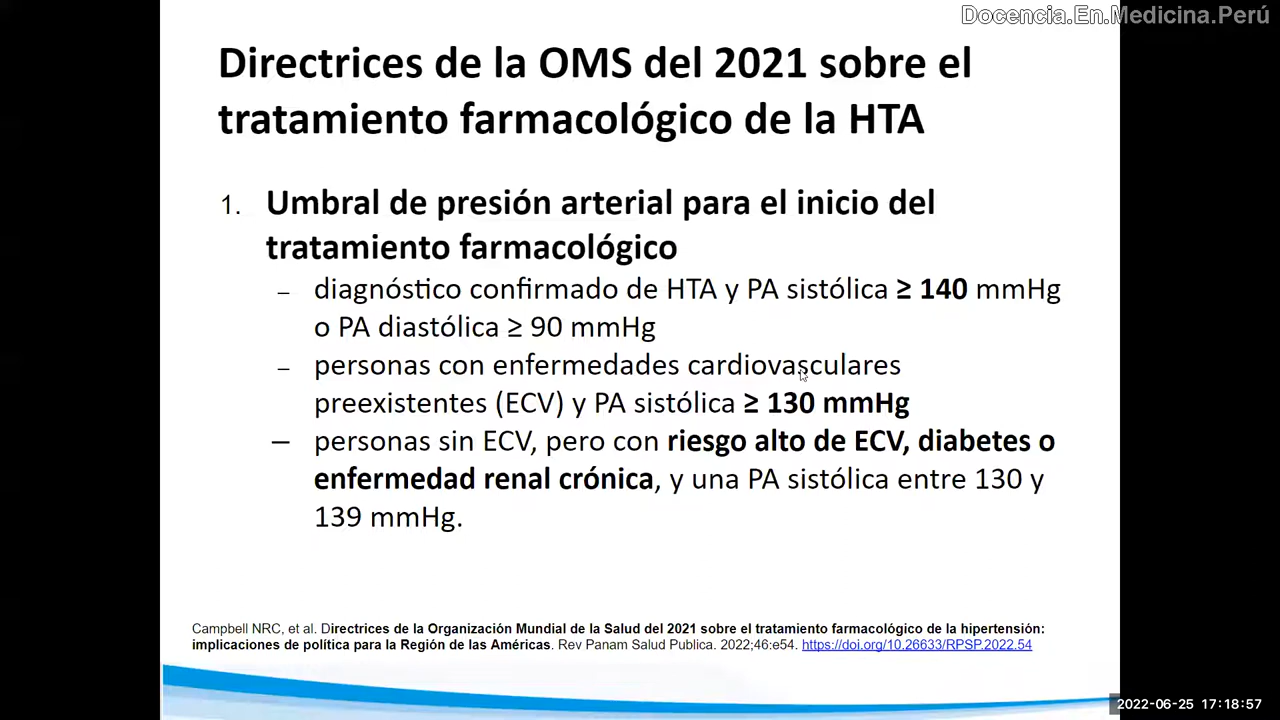 Docencia.En.Medicina.Perú
Directrices de la OMS del 2021 sobre el
tratamiento farmacológico de la HTA
1. Umbral de presión arterial para el inicio del
tratamiento farmacológico
– diagnóstico confirmado de HTA y PA sistólica ≥ 140 mmHg
o PA diastólica ≥ 90 mmHg
– personas con enfermedades cardiovasculares
preexistentes (ECV) y PA sistólica ≥ 130 mmHg
– personas sin ECV, pero con riesgo alto de ECV, diabetes o
enfermedad renal crónica, y una PA sistólica entre 130 y
139 mmHg.
Campbell NRC, et al. Directrices de la Organización Mundial de la Salud del 2021 sobre el tratamiento farmacológico de la hipertensión:
implicaciones de política para la Región de las Américas. Rev Panam Salud Publica. 2022;46:e54. https://doi.org/10.26633/RPSP.2022.54
2022-06-25 17:18:57